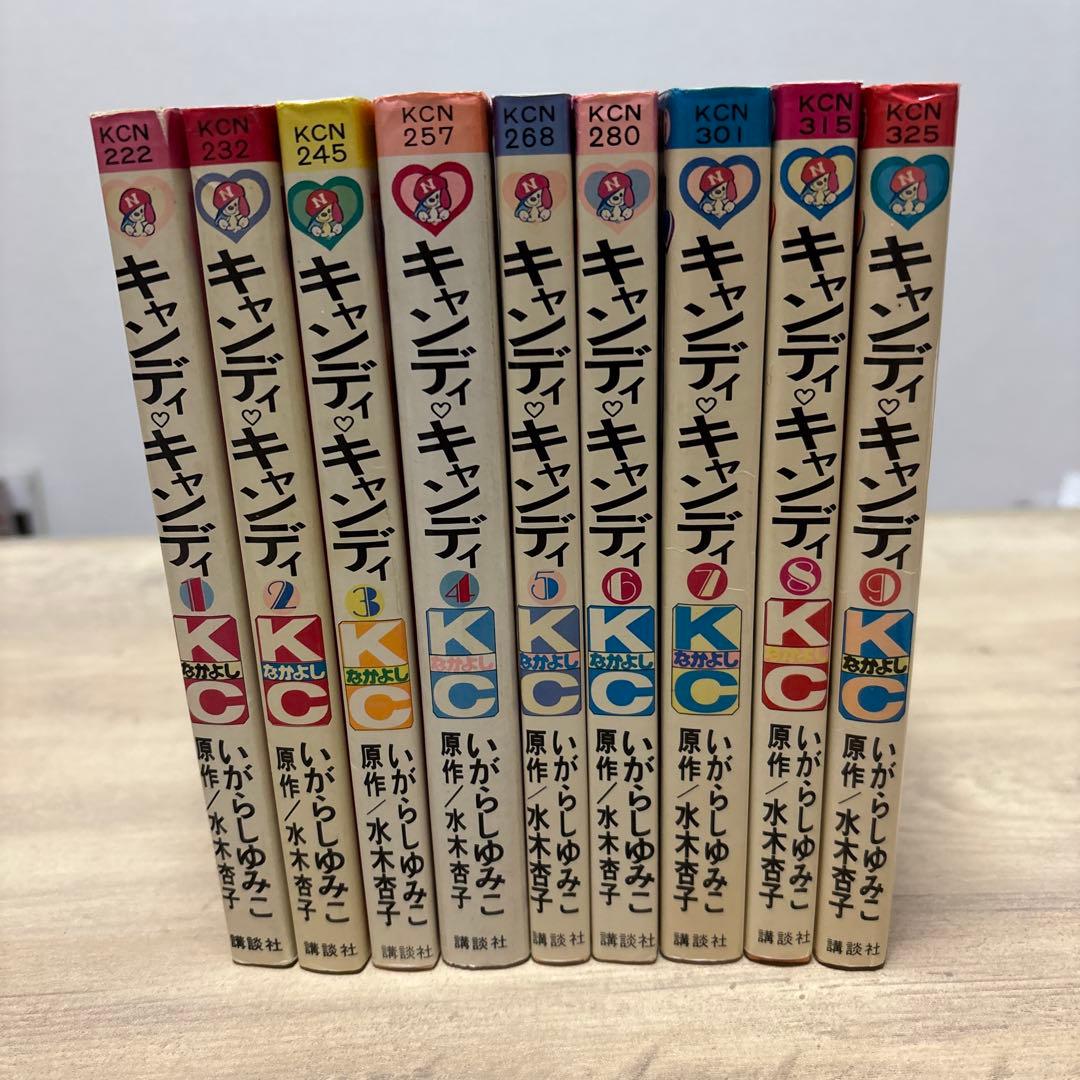 KCN
222
N
キャンディ♡キャンディ
1
KC
なかよし
いがらしゆみこ
原作/水木杏子
講談社
KCN
232
N
キャンディ♡キャンディ
2
KC
なかよし
いがらしゆみこ
原作/水木杏子
講談社
KCN
245
N
キャンディ♡キャンディ
3
KC
なかよし
いがらしゆみこ
原作/水木杏子
講談社
KCN
257
N
キャンディ♡キャンディ
4
KC
なかよし
いがらしゆみこ
原作/水木杏子
講談社
KCN
268
N
キャンディ♡キャンディ
5
KC
なかよし
いがらしゆみこ
原作/水木杏子
講談社
KCN
280
N
キャンディ♡キャンディ
6
KC
なかよし
いがらしゆみこ
原作/水木杏子
講談社
KCN
301
N
キャンディ♡キャンディ
7
KC
なかよし
いがらしゆみこ
原作/水木杏子
講談社
KCN
315
N
キャンディ♡キャンディ
8
KC
なかよし
いがらしゆみこ
原作/水木杏子
講談社
KCN
325
N
キャンディ♡キャンディ
9
KC
なかよし
いがらしゆみこ
原作/水木杏子
講談社